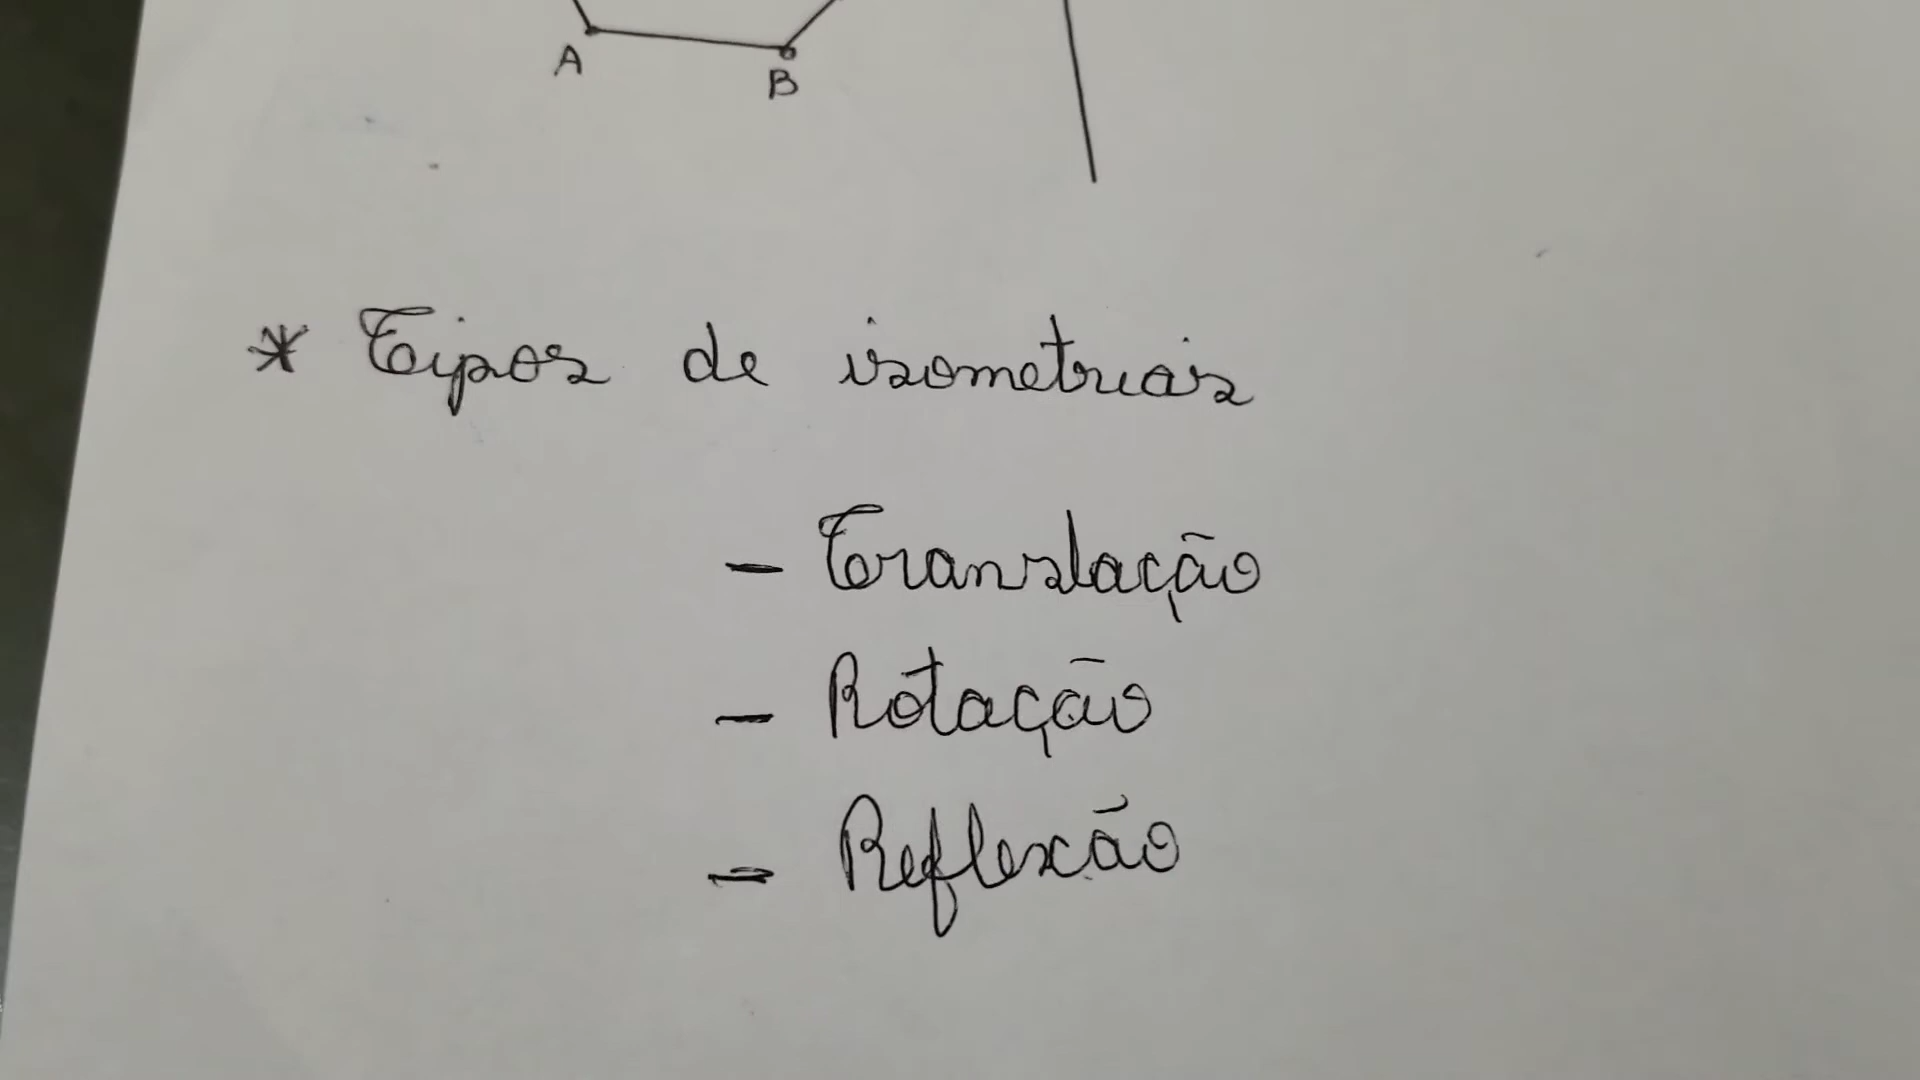 A
B
* Tipos de isometrias
- Translação
- Rotação
- Reflexão